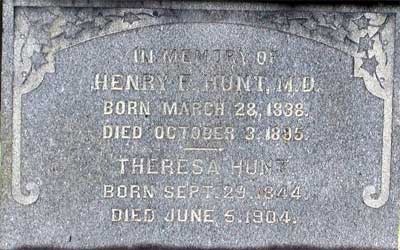 IN MEMORY OF
HENRY F. HUNT, M.D.
BORN MARCH 28, 1838.
DIED OCTOBER 3, 1895.
THERESA HUNT
BORN SEPT. 29, 1844.
DIED JUNE 5, 1904.